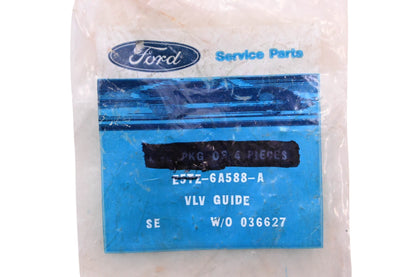 Ford
Service Parts
PKG OF 4 PIECES
E5TZ-6A588-A
VLV GUIDE
SE W/O 036627